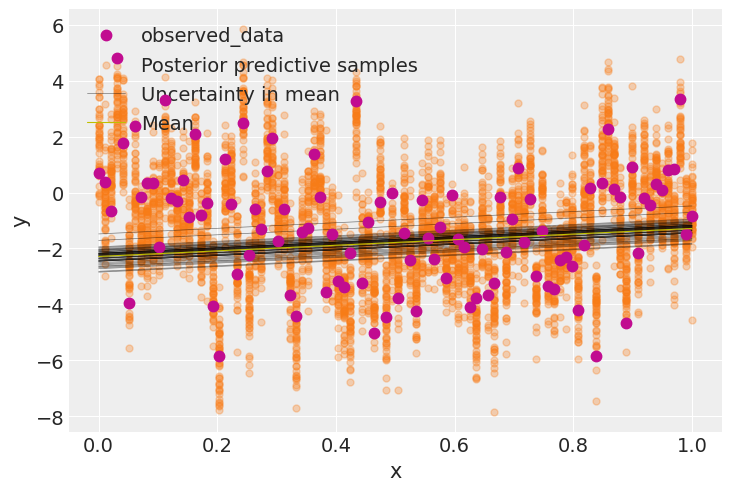 observed_data
Posterior predictive samples
Uncertainty in mean
Mean
6
4
2
0
−2
−4
−6
−8
y
0.0 0.2 0.4 0.6 0.8 1.0
x